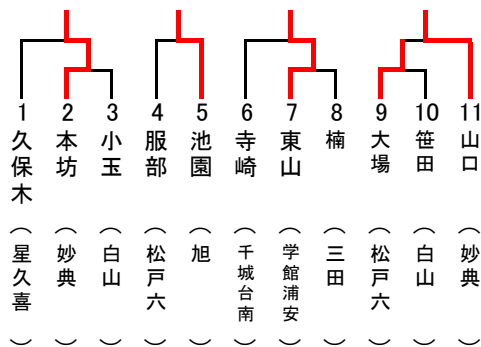 1 久保木 (星久喜)
2 本坊 (妙典)
3 小玉 (白山)
4 服部 (松戸六)
5 池園 (旭)
6 寺崎 (千城台南)
7 東山 (学館浦安)
8 楠 (三田)
9 大場 (松戸六)
10 笹田 (白山)
11 山口 (妙典)